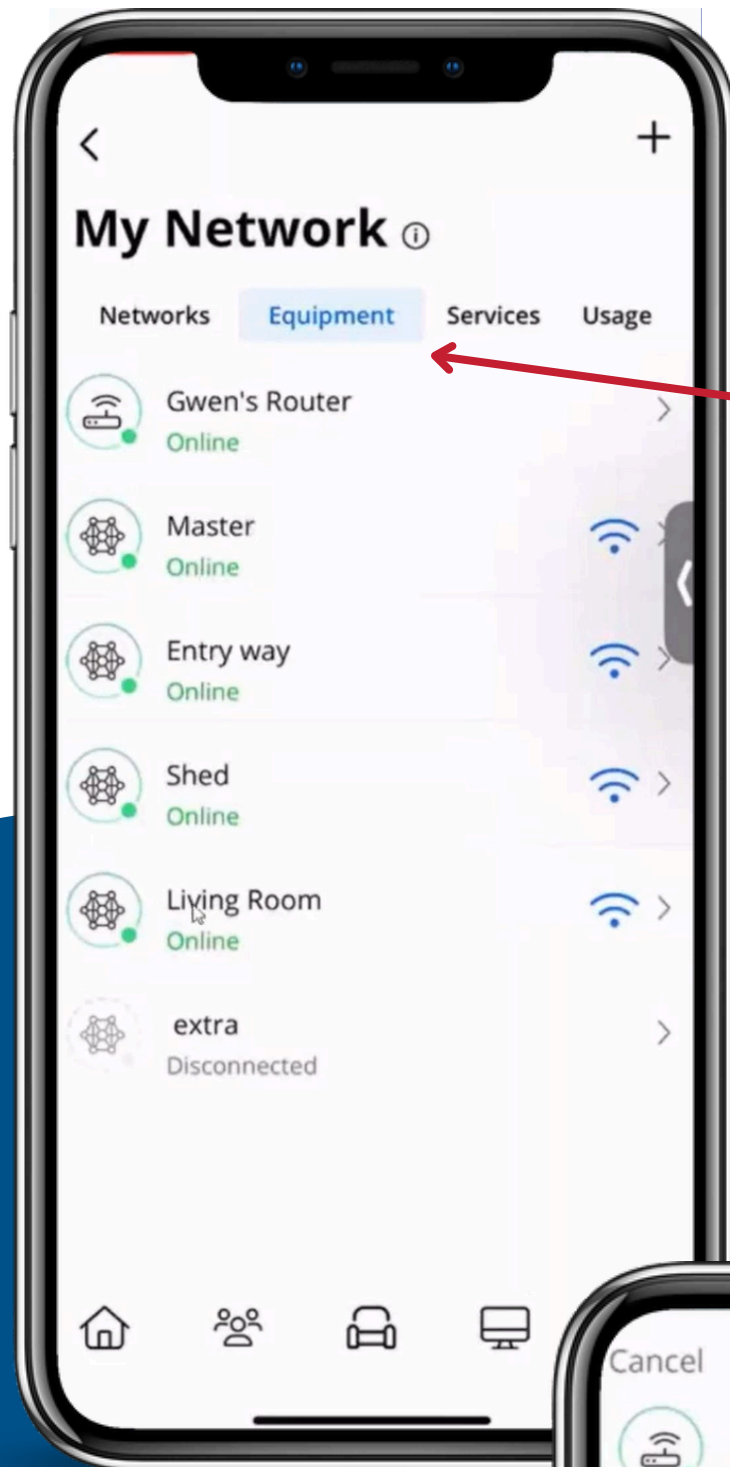 My Network
Networks Equipment Services Usage
Gwen's Router
Online
Master
Online
Entry way
Online
Shed
Online
Living Room
Online
extra
Disconnected
Cancel